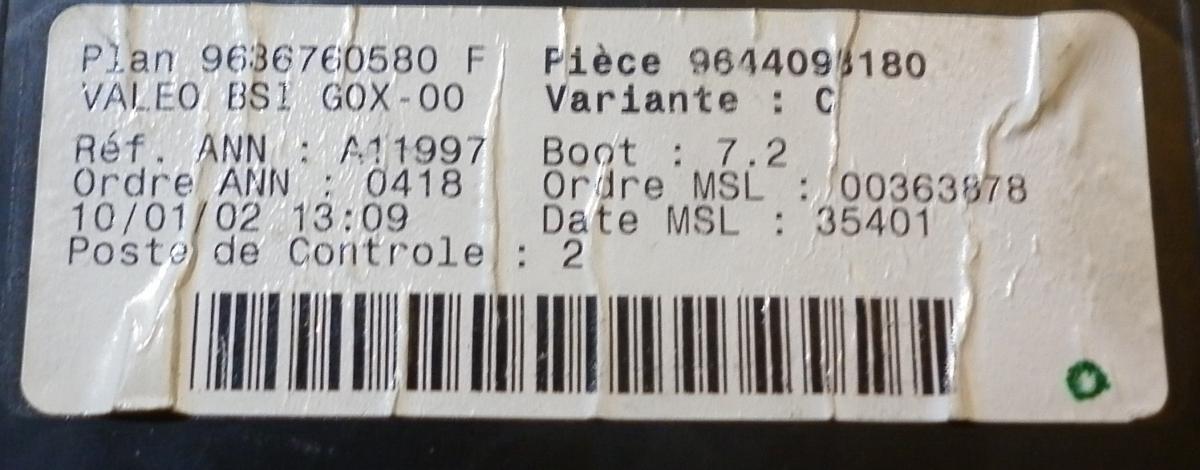 Plan 9636760580 F Pièce
VALEO BSI GOX-00 Variante : C
Réf. ANN : A11997 Boot : 7.2
Ordre ANN : 0418 Ordre MSL : 00363878
10/01/02 13:09 Date MSL : 35401
Poste de Controle : 2